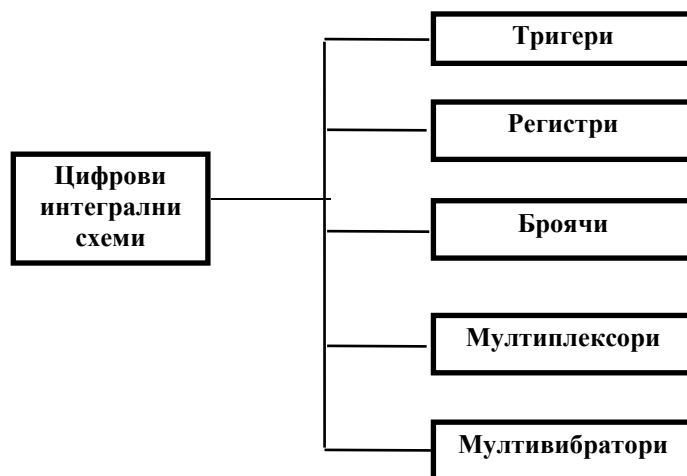 Тригери
Регистри
Цифрови
интегрални
схеми
Броячи
Мултиплексори
Мултивибратори